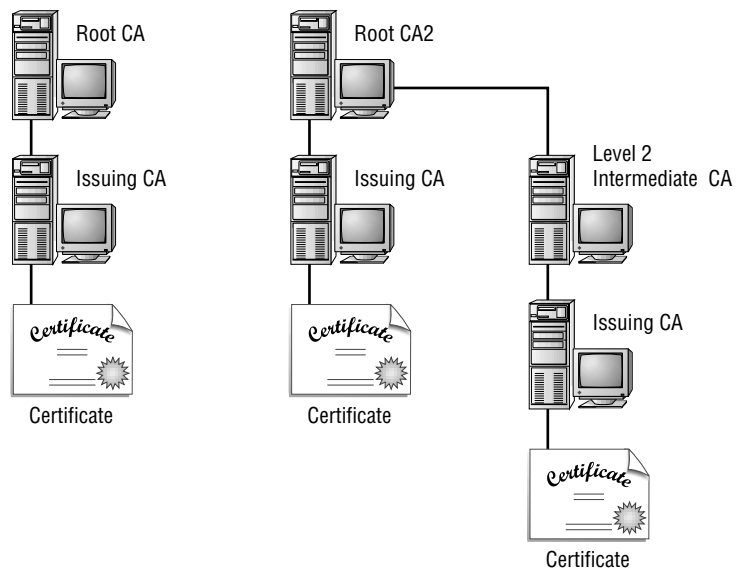 Root CA
Root CA2
Issuing CA
Issuing CA
Level 2
Intermediate CA
Certificate
Certificate
Issuing CA
Certificate
Certificate
Certificate
Certificate